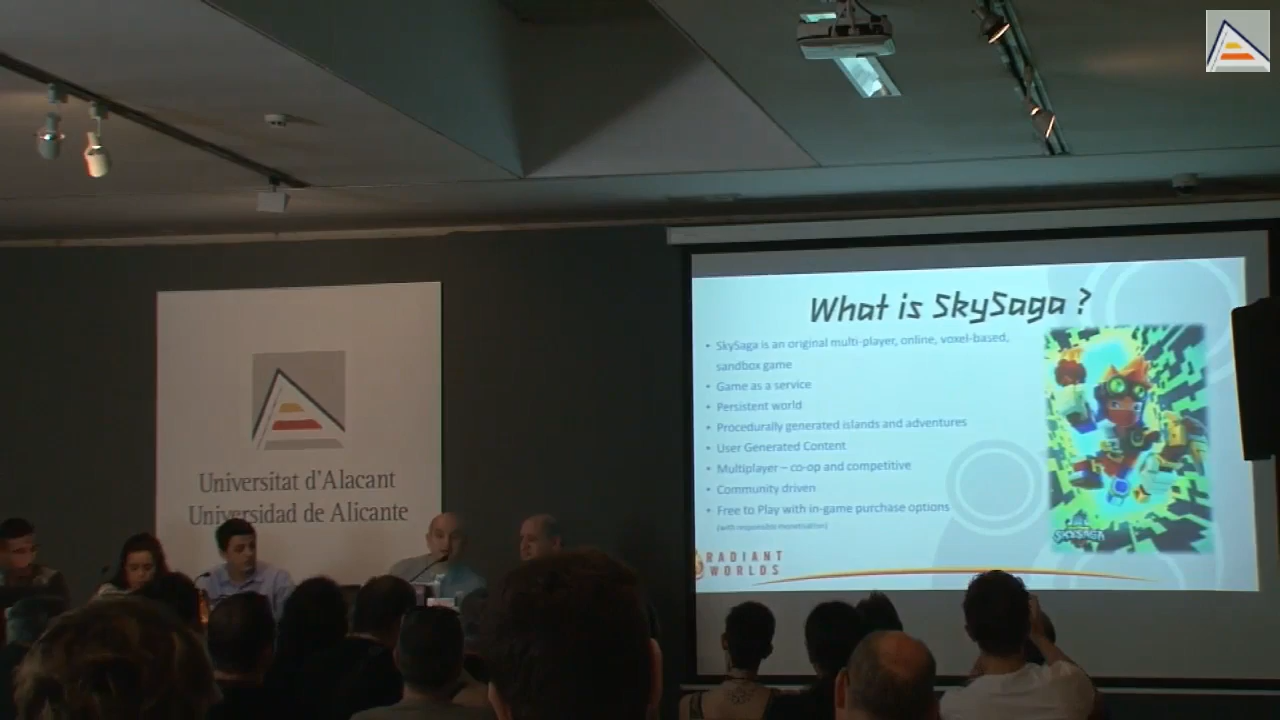 Universitat d'Alacant
Universidad de Alicante
What is SkySaga ?
• SkySaga is an original multi-player, online, voxel-based,
sandbox game
• Game as a service
• Persistent world
• Procedurally generated islands and adventures
• User Generated Content
• Multiplayer – co-op and competitive
• Community driven
• Free to Play with in-game purchase options
(with responsible monetisation)
SKYSAGA
RADIANT
WORLDS